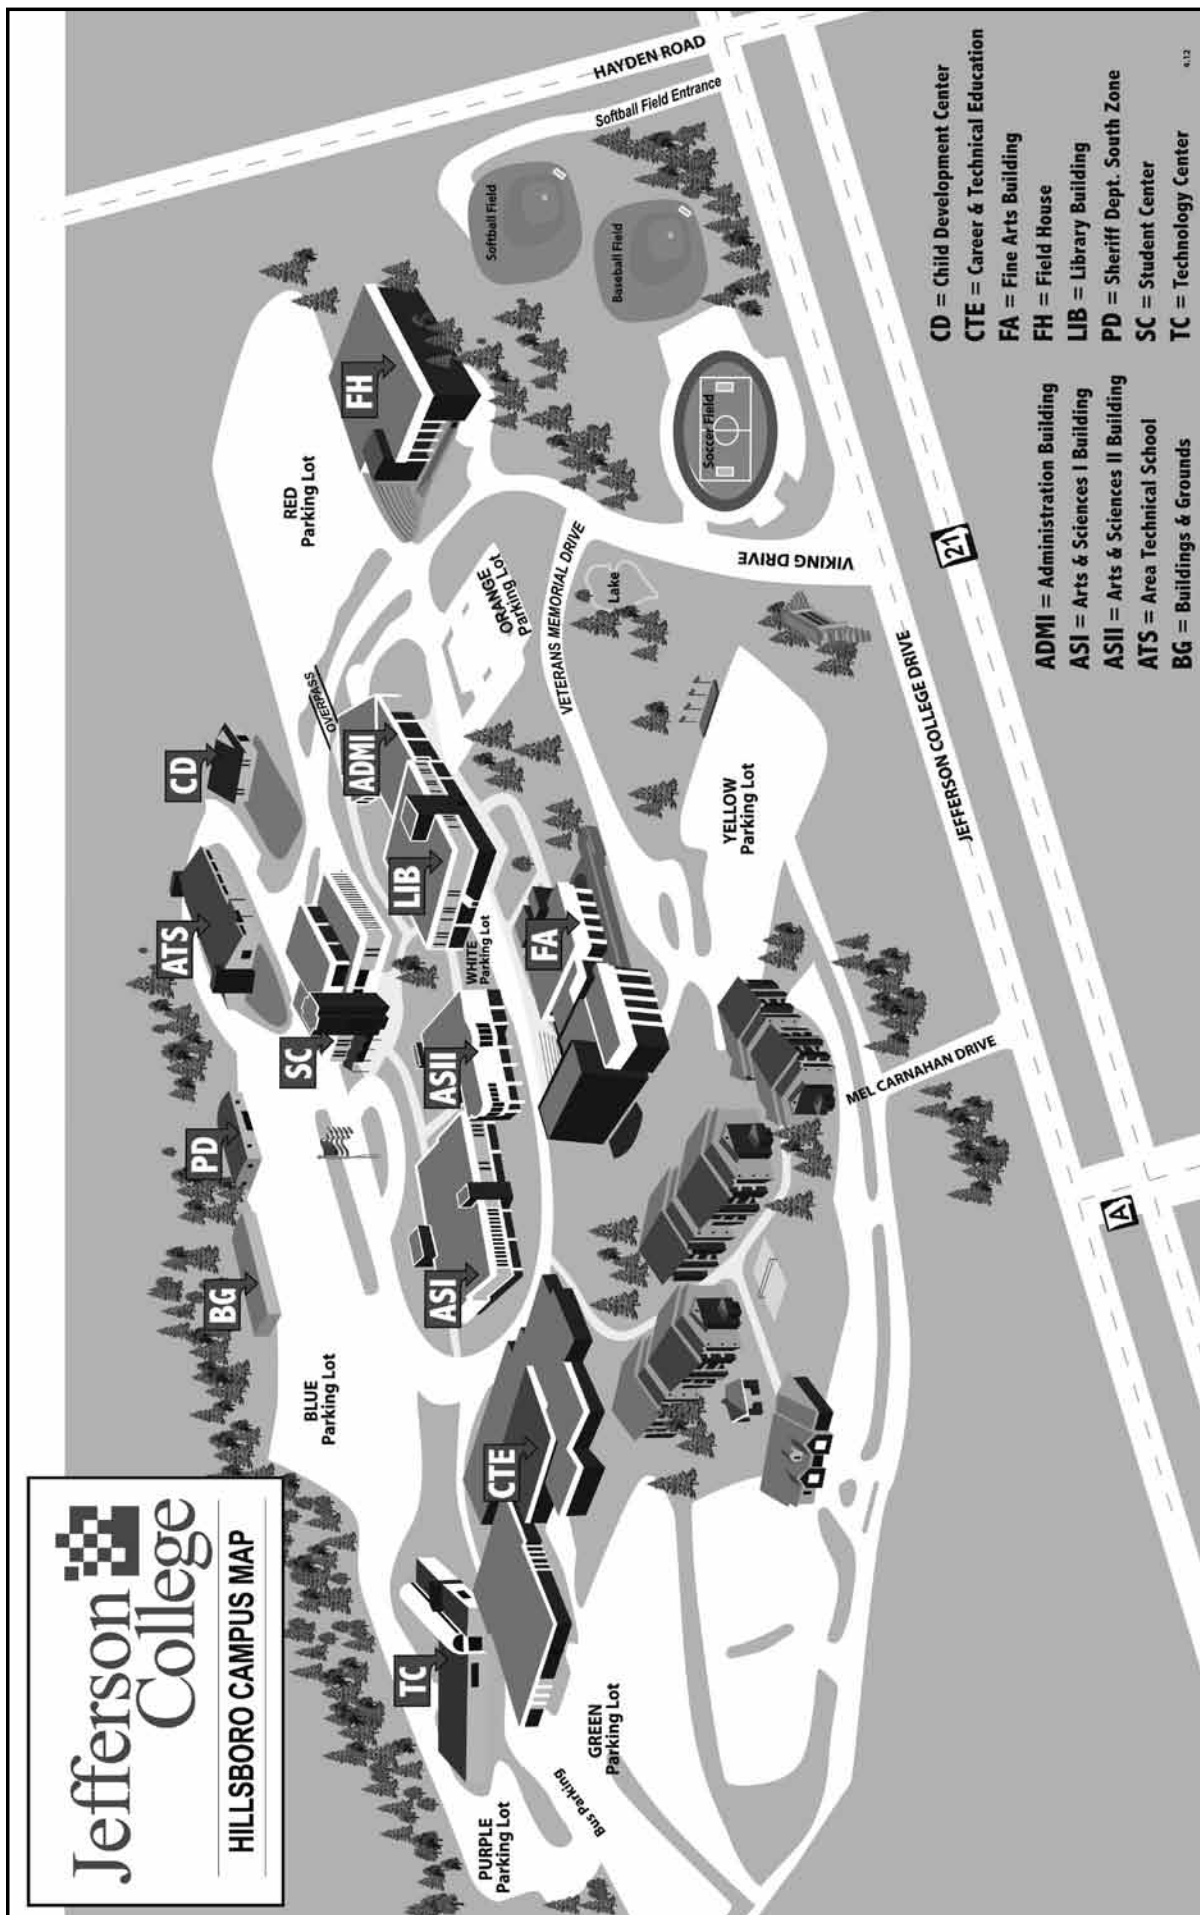 Jefferson
College
HILLSBORO CAMPUS MAP
BG
PD
ATS
CD
SC
BLUE
Parking Lot
RED
Parking Lot
OVERPASS
FH
HAYDEN ROAD
Softball Field Entrance
Softball Field
Baseball Field
Soccer Field
TC
CTE
ASI
ASII
LIB
ADMI
WHITE
Parking Lot
FA
ORANGE
Parking Lot
VETERANS MEMORIAL DRIVE
Lake
VIKING DRIVE
PURPLE
Parking Lot
Bus Parking
GREEN
Parking Lot
YELLOW
Parking Lot
MEL CARNAHAN DRIVE
JEFFERSON COLLEGE DRIVE
21
A
ADMI = Administration Building
ASI = Arts & Sciences I Building
ASII = Arts & Sciences II Building
ATS = Area Technical School
BG = Buildings & Grounds
CD = Child Development Center
CTE = Career & Technical Education
FA = Fine Arts Building
FH = Field House
LIB = Library Building
PD = Sheriff Dept. South Zone
SC = Student Center
TC = Technology Center
6.12